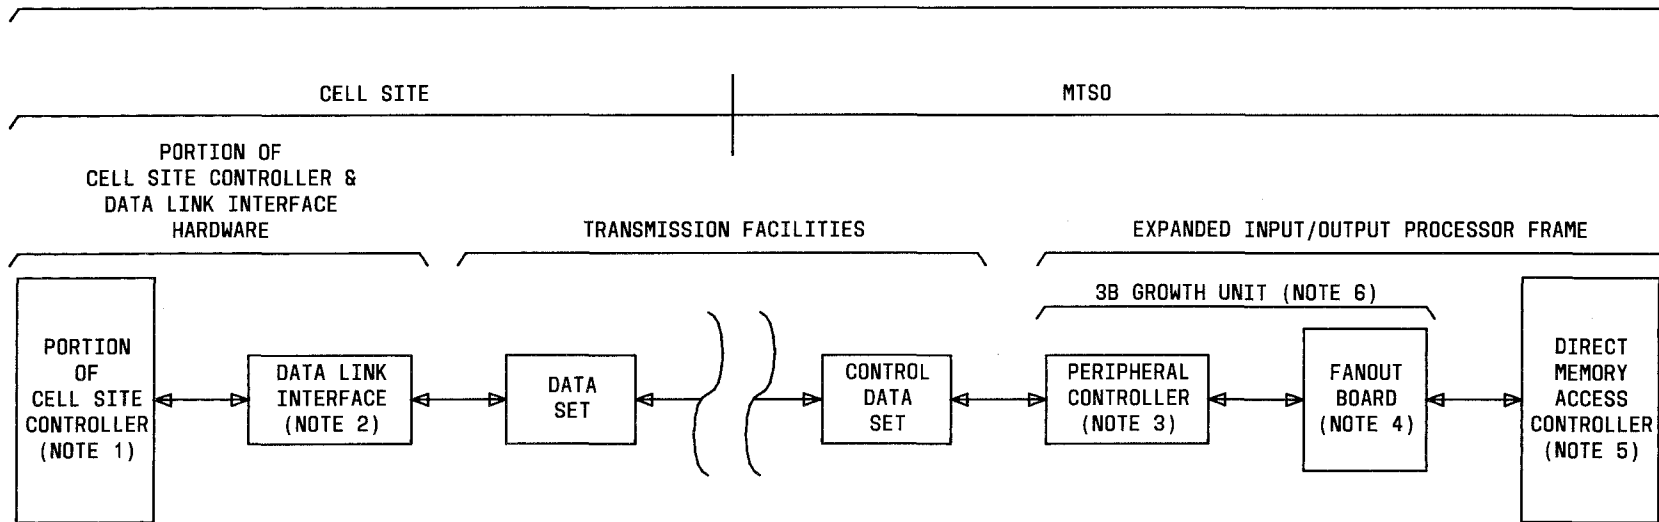 CELL SITE
MTSO
PORTION OF
CELL SITE CONTROLLER &
DATA LINK INTERFACE
HARDWARE
TRANSMISSION FACILITIES
EXPANDED INPUT/OUTPUT PROCESSOR FRAME
3B GROWTH UNIT (NOTE 6)
PORTION
OF
CELL SITE
CONTROLLER
(NOTE 1)
DATA LINK
INTERFACE
(NOTE 2)
DATA
SET
CONTROL
DATA
SET
PERIPHERAL
CONTROLLER
(NOTE 3)
FANOUT
BOARD
(NOTE 4)
DIRECT
MEMORY
ACCESS
CONTROLLER
(NOTE 5)